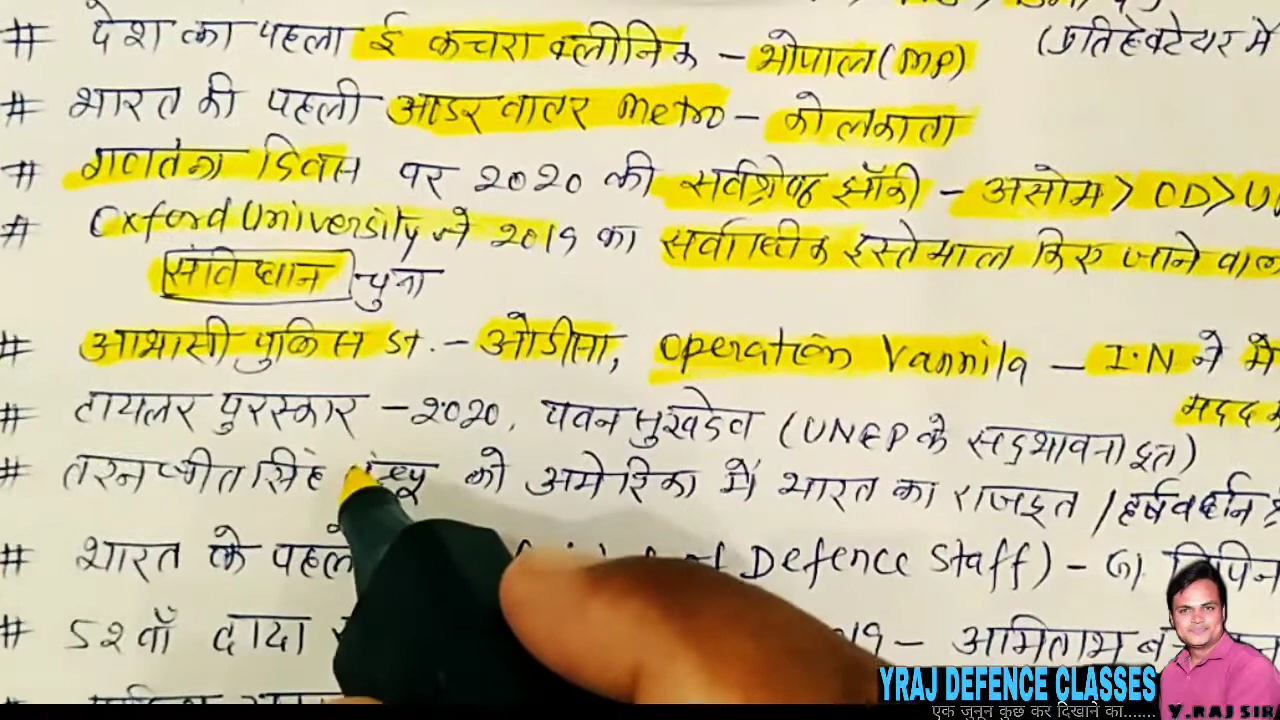 # देश का पहला ई कचरा क्लीनिक - भोपाल (MP)
(प्रतिहेक्टेयर में
# भारत की पहली अण्डर वाटर metro - कोलकाता
# गणतंत्र दिवस पर 2020 की सर्वश्रेष्ठ झाँकी - असोम > OD > U
# Oxford University ने 2019 का सर्वाधिक इस्तेमाल किए जाने वाल
संविधान चुना
# आभासी पुलिस St. - ओडीसा, Operation Vannila - I.N ने मे
मदद
# टायलर पुरस्कार - 2020, पवन सुखदेव (UNEP के सद्भावना दूत)
# तरनजीत सिंह संधू को अमेरिका में भारत का राजदूत / हर्षवर्धन
# भारत के पहले of Defence Staff) - ज. विपिन
# 52वाँ दादा 19 - अमिताभ
YRAJ DEFENCE CLASSES
एक जुनून कुछ कर दिखाने का.......
Y.RAJ SIR